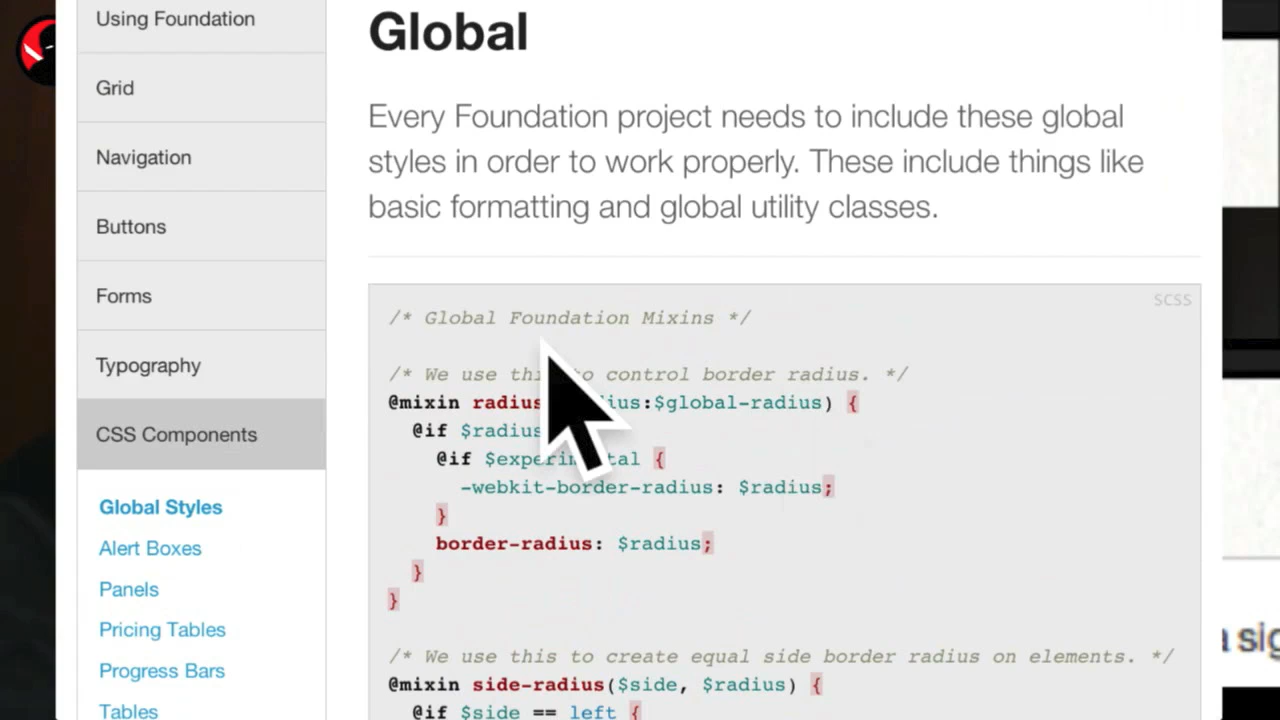 Using Foundation
Grid
Navigation
Buttons
Forms
Typography
CSS Components
Global Styles
Alert Boxes
Panels
Pricing Tables
Progress Bars
Tables
Global
Every Foundation project needs to include these global
styles in order to work properly. These include things like
basic formatting and global utility classes.
SCSS
/* Global Foundation Mixins */
/* We use to control border radius. */
@mixin radius :$global-radius) {
@if $radius
@if {
-webkit-border-radius: $radius;
}
border-radius: $radius;
}
}
/* We use this to create equal side border radius on elements. */
@mixin side-radius($side, $radius) {
@if $side == left {